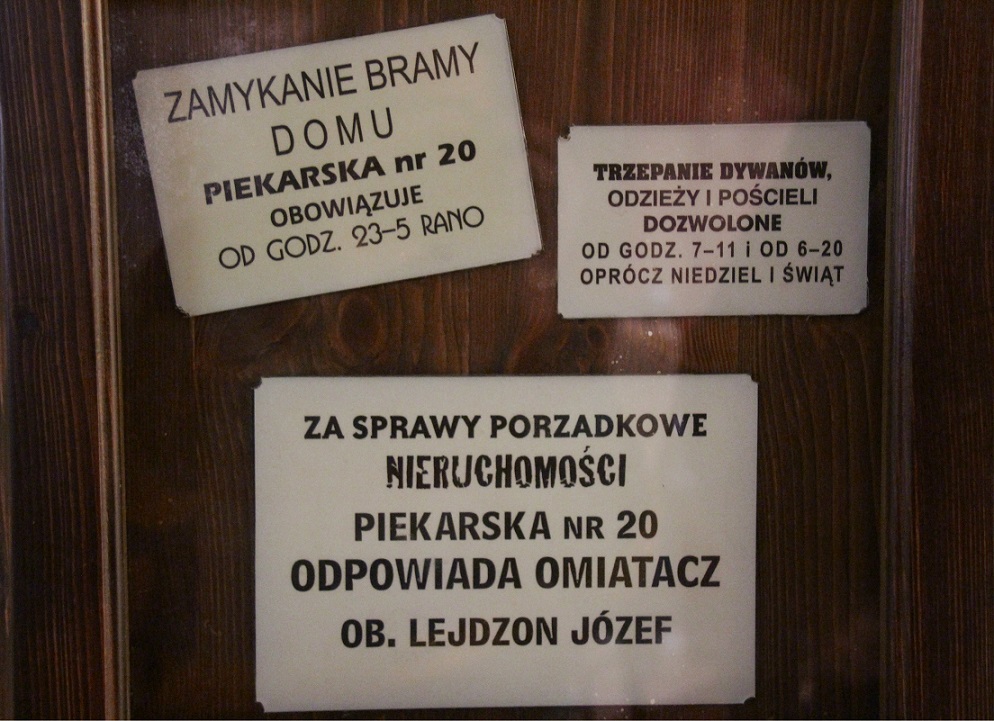 ZAMYKANIE BRAMY
DOMU
PIEKARSKA nr 20
OBOWIĄZUJE
OD GODZ. 23–5 RANO
TRZEPANIE DYWANÓW,
ODZIEŻY I POŚCIELI
DOZWOLONE
OD GODZ. 7–11 i OD 6–20
OPRÓCZ NIEDZIEL I ŚWIĄT
ZA SPRAWY PORZADKOWE
NIERUCHOMOŚCI
PIEKARSKA NR 20
ODPOWIADA OMIATACZ
OB. LEJDZON JÓZEF